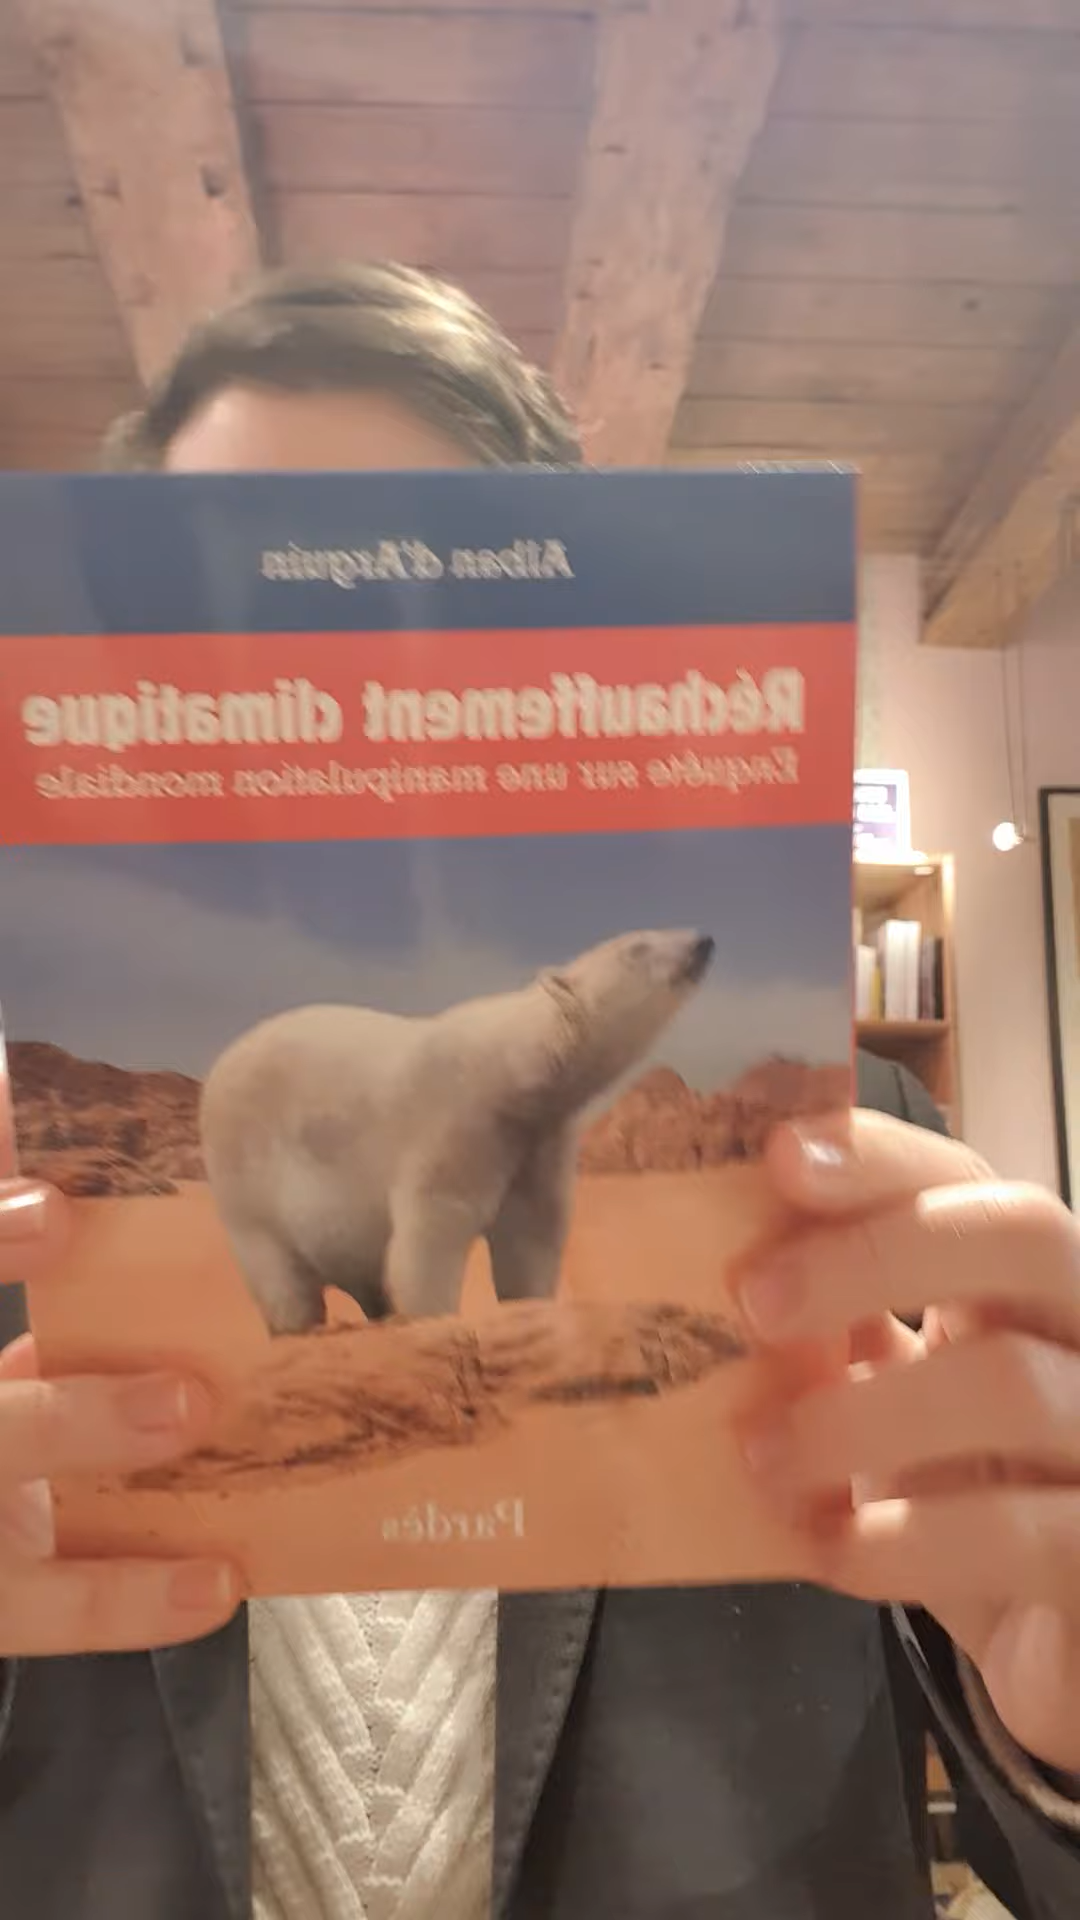 Alban d'Arguin
Réchauffement climatique
Enquête sur une manipulation mondiale
Pardès